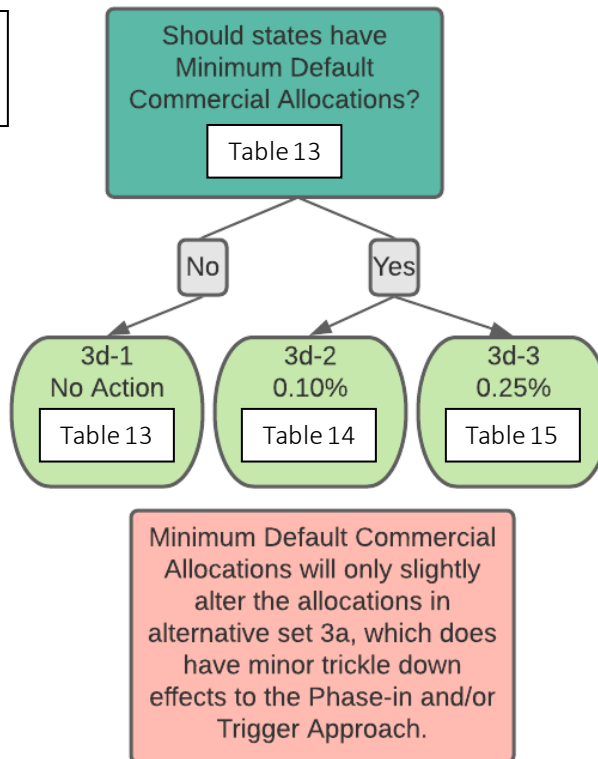 Should states have
Minimum Default
Commercial Allocations?
Table 13
No
Yes
3d-1
No Action
Table 13
3d-2
0.10%
Table 14
3d-3
0.25%
Table 15
Minimum Default Commercial
Allocations will only slightly
alter the allocations in
alternative set 3a, which does
have minor trickle down
effects to the Phase-in and/or
Trigger Approach.